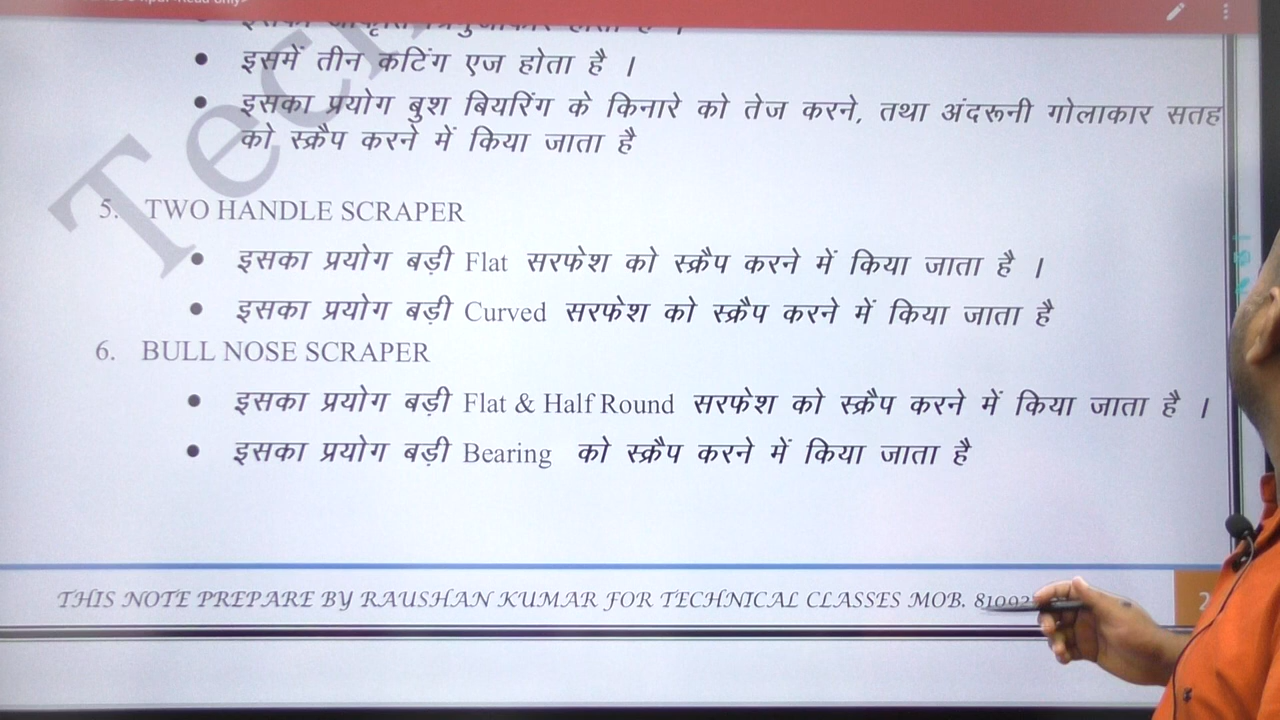 इसमें तीन कटिंग एज होता है ।
इसका प्रयोग बुश बियरिंग के किनारे को तेज करने, तथा अंदरूनी गोलाकार सतह
को स्क्रैप करने में किया जाता है
5. TWO HANDLE SCRAPER
इसका प्रयोग बड़ी Flat सरफेश को स्क्रैप करने में किया जाता है ।
इसका प्रयोग बड़ी Curved सरफेश को स्क्रैप करने में किया जाता है
6. BULL NOSE SCRAPER
इसका प्रयोग बड़ी Flat & Half Round सरफेश को स्क्रैप करने में किया जाता है ।
इसका प्रयोग बड़ी Bearing को स्क्रैप करने में किया जाता है
THIS NOTE PREPARE BY RAUSHAN KUMAR FOR TECHNICAL CLASSES MOB.
2